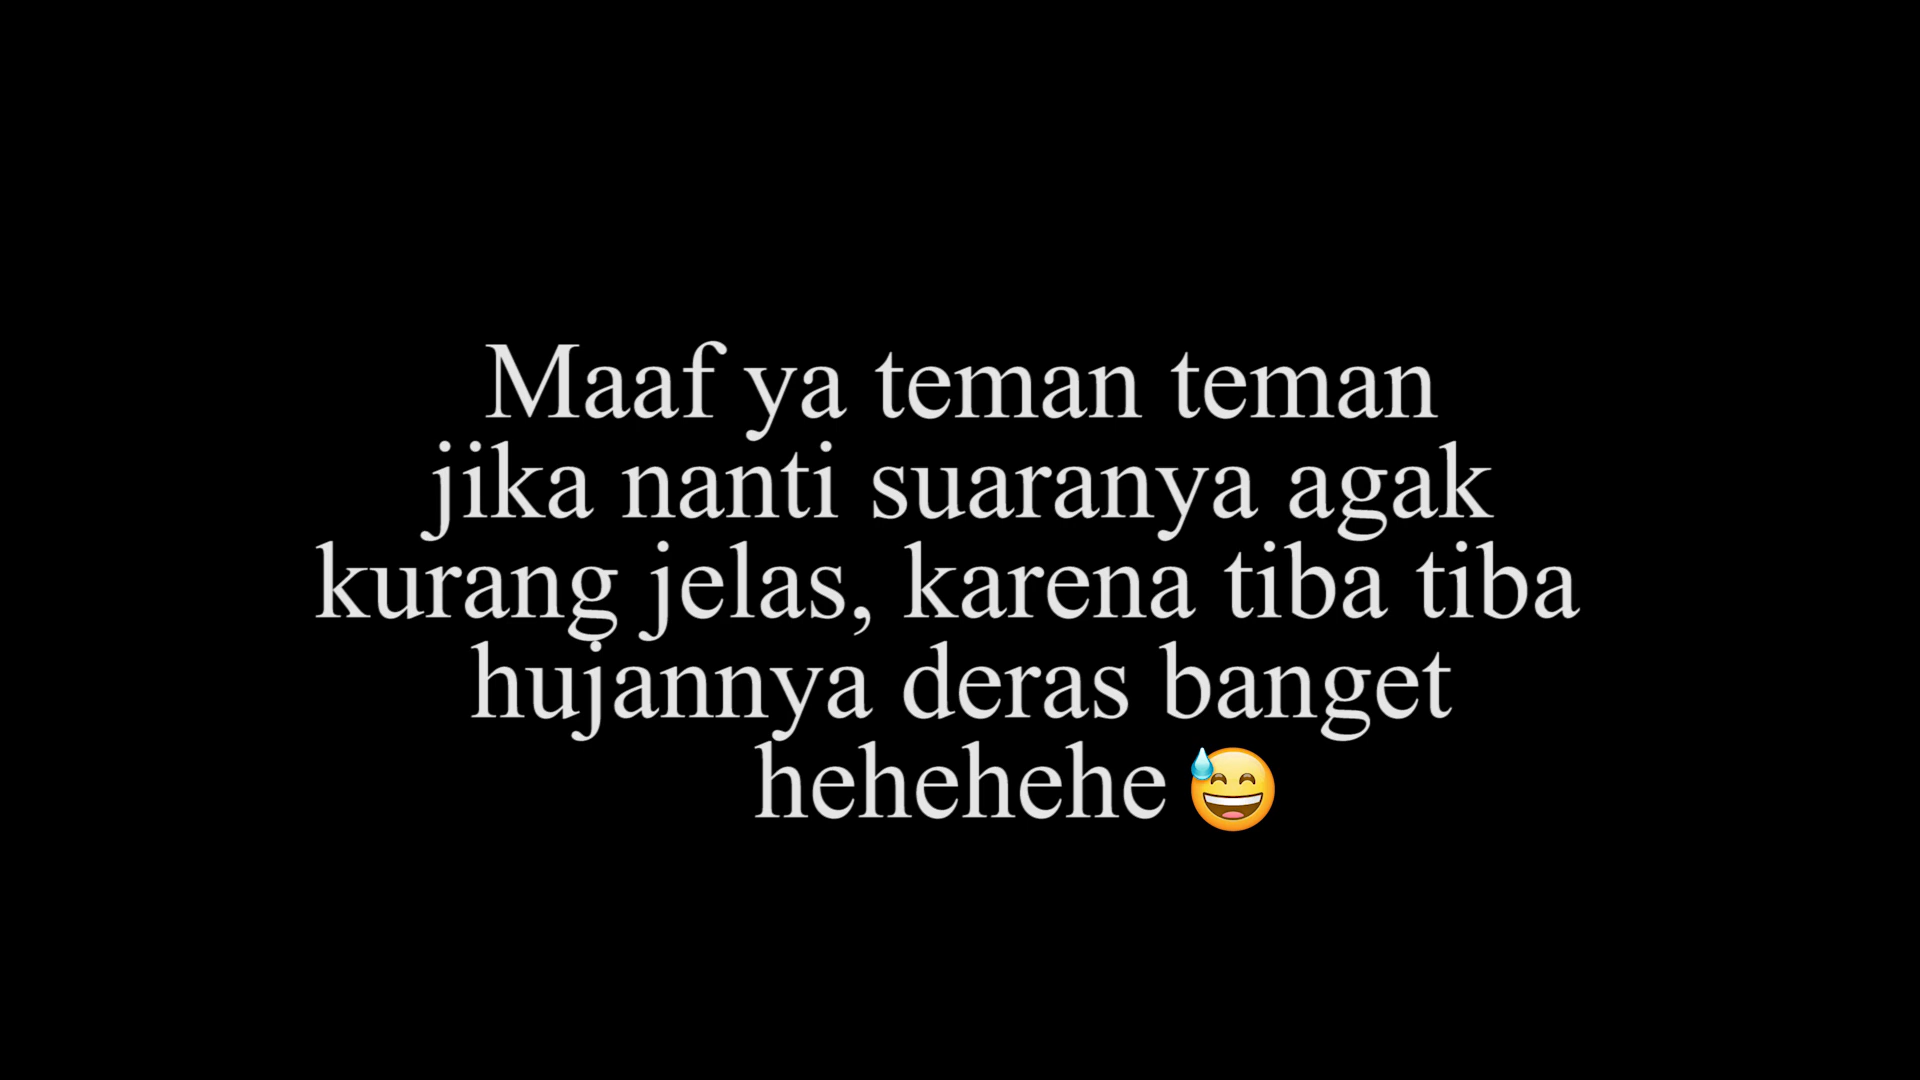 Maaf ya teman teman
jika nanti suaranya agak
kurang jelas, karena tiba tiba
hujannya deras banget
hehehehe 😅